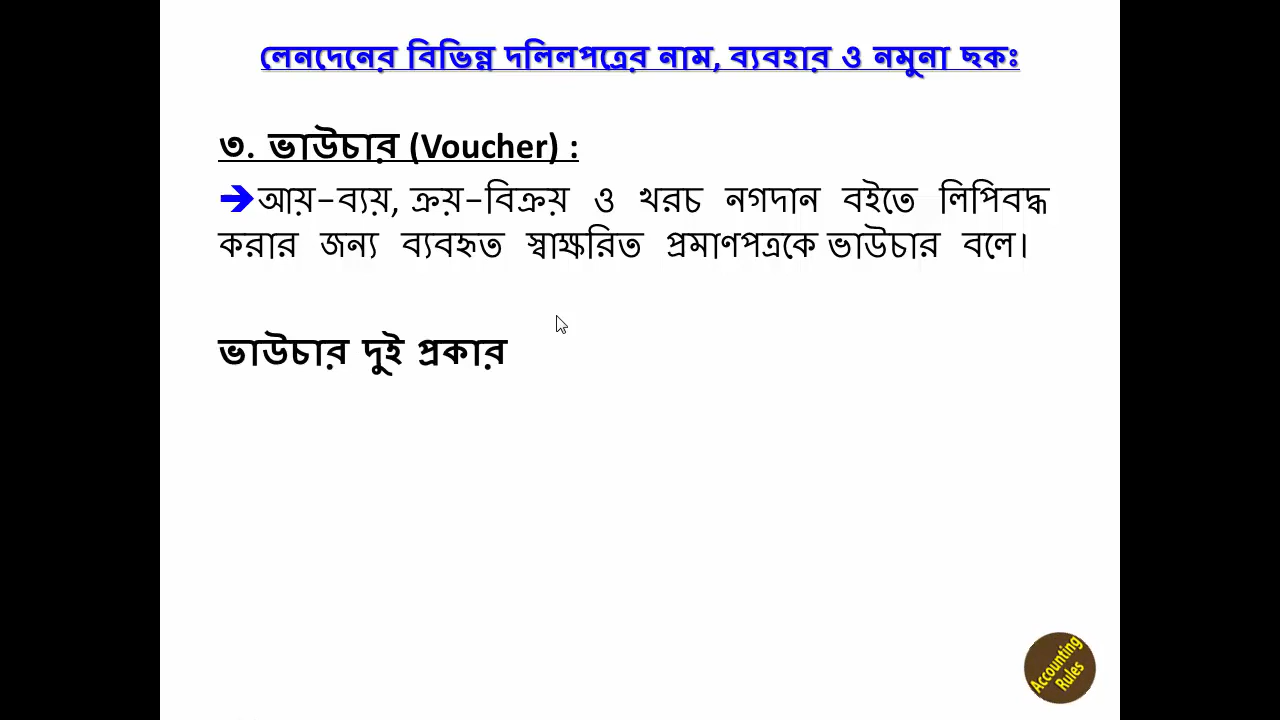 লেনদেনের বিভিন্ন দলিলপত্রের নাম, ব্যবহার ও নমুনা ছকঃ
৩. ভাউচার (Voucher) :
➔আয়–ব্যয়, ক্রয়–বিক্রয় ও খরচ নগদান বইতে লিপিবদ্ধ
করার জন্য ব্যবহৃত স্বাক্ষরিত প্রমাণপত্রকে ভাউচার বলে।
ভাউচার দুই প্রকার
Accounting
Rules